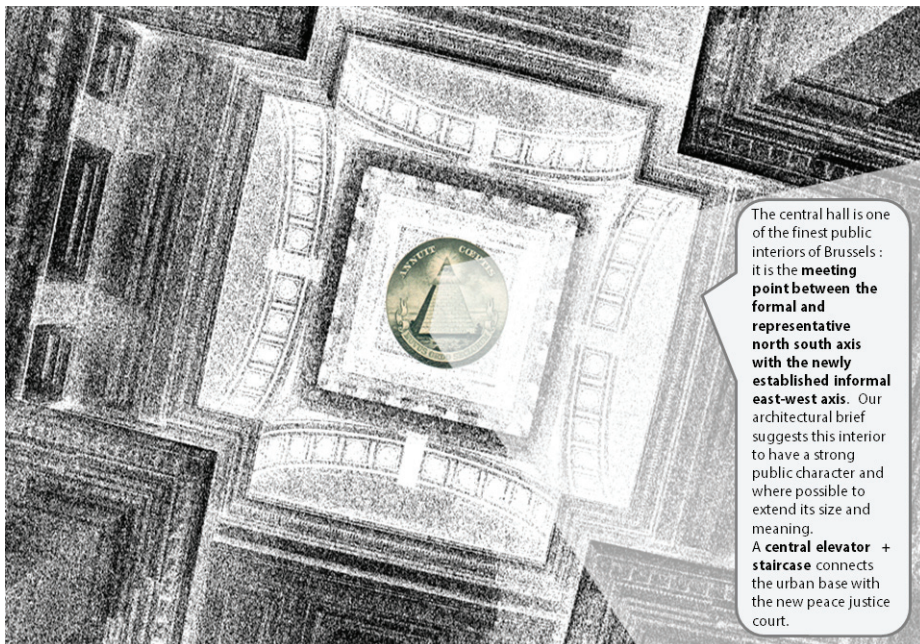 ANNUIT CŒPTIS
The central hall is one
of the finest public
interiors of Brussels :
it is the meeting
point between the
formal and
representative
north south axis
with the newly
established informal
east-west axis. Our
architectural brief
suggests this interior
to have a strong
public character and
where possible to
extend its size and
meaning.
A central elevator +
staircase connects
the urban base with
the new peace justice
court.